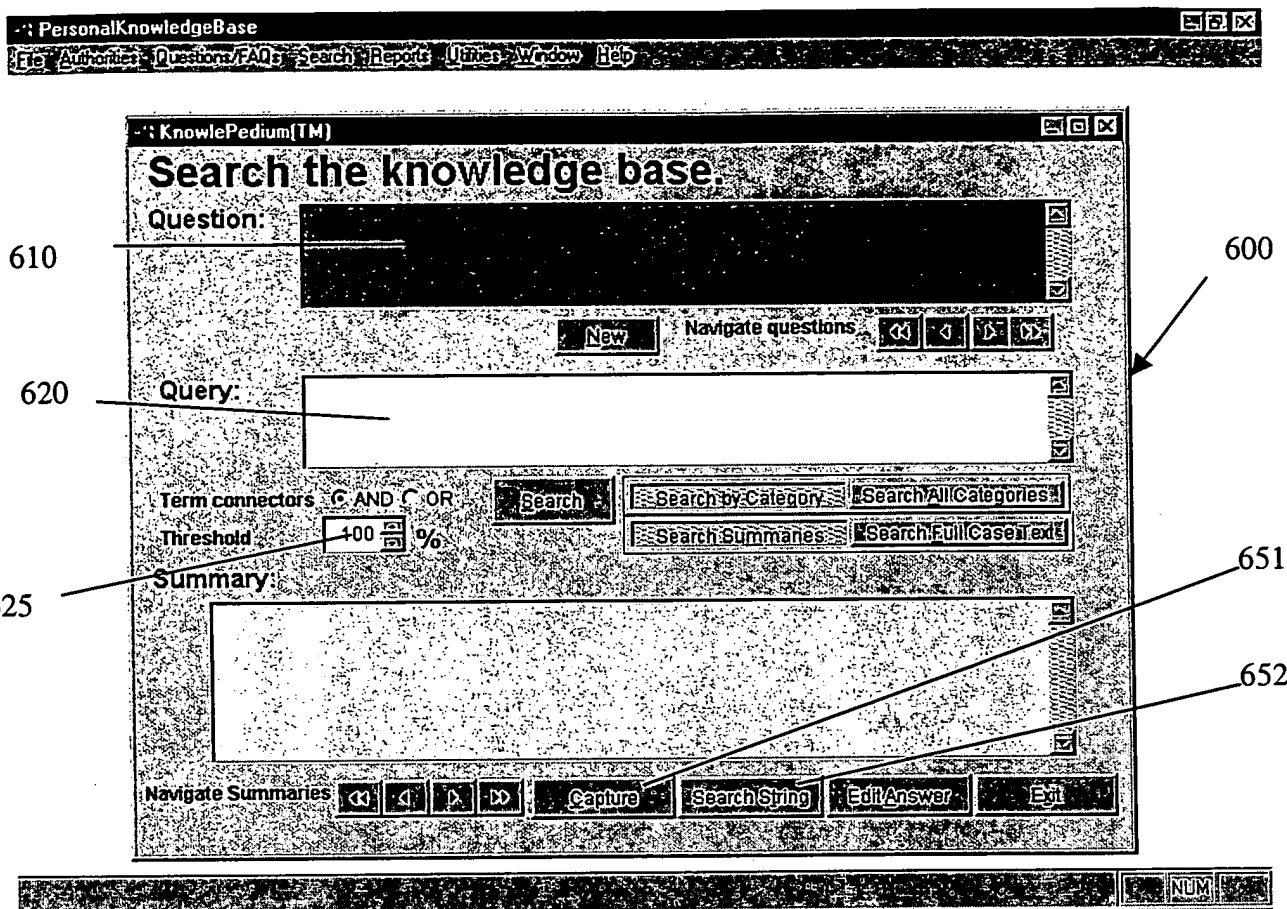 PersonalKnowledgeBase
File Authorities Questions/FAQs Search Reports Utilities Window Help
KnowlePedium(TM)
Search the knowledge base.
Question:
610
600
New Navigate questions
Query:
620
Term connectors AND OR Search Search by Category Search All Categories
Threshold 100 % Search Summaries Search Full Case Text
Summary:
651
25
652
Navigate Summaries Capture Search String Edit Answer Exit
NUM